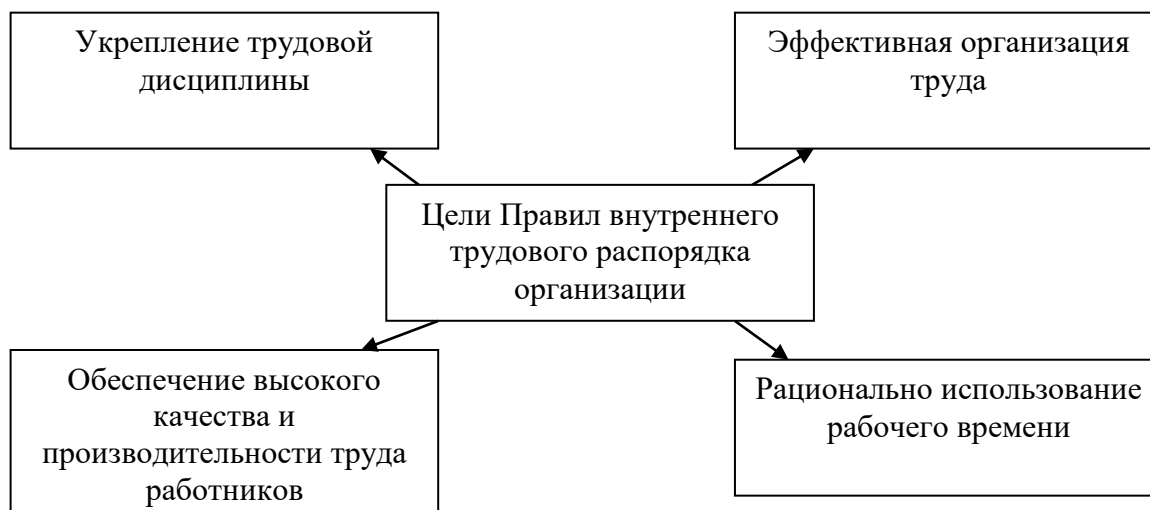 Укрепление трудовой
дисциплины
Эффективная организация
труда
Цели Правил внутреннего
трудового распорядка
организации
Обеспечение высокого
качества и
производительности труда
работников
Рационально использование
рабочего времени